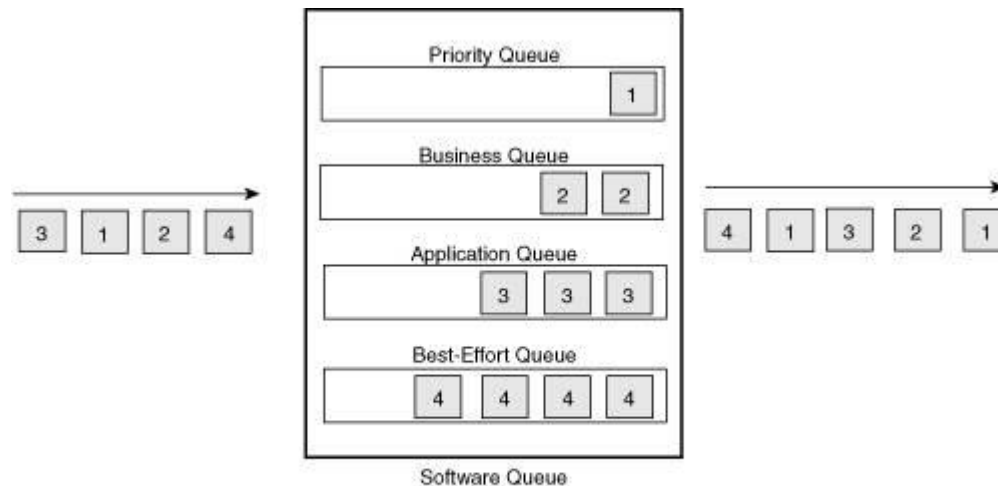 Priority Queue
1
Business Queue
2 2
3 1 2 4
4 1 3 2 1
Application Queue
3 3 3
Best-Effort Queue
4 4 4 4
Software Queue